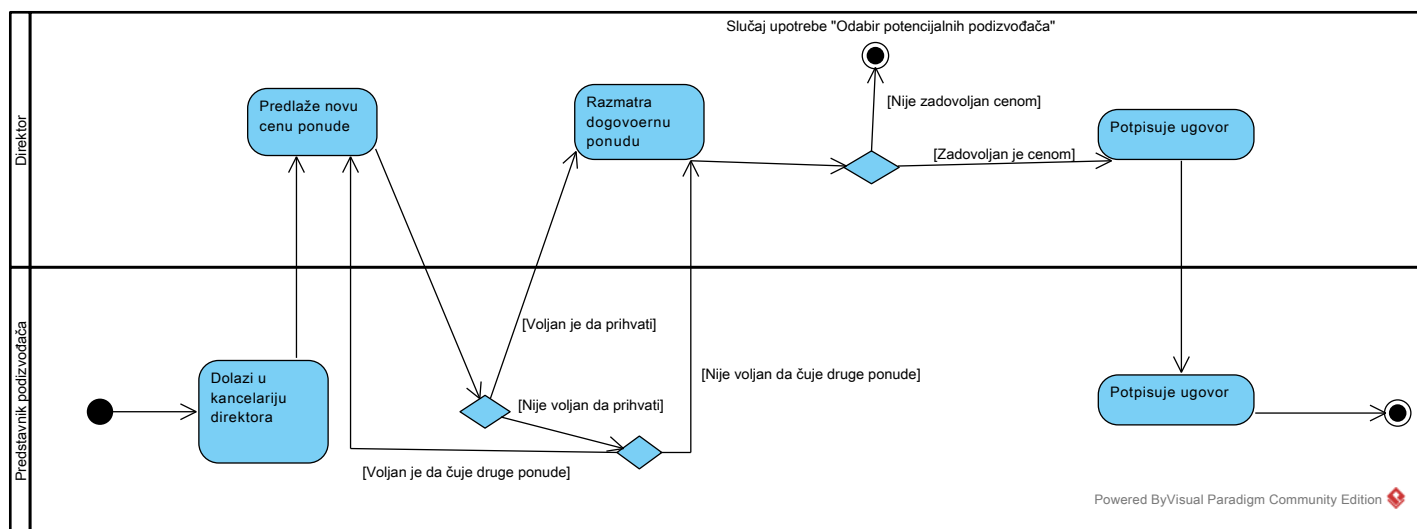 Slučaj upotrebe "Odabir potencijalnih podizvođača"
Direktor
Predlaže novu
cenu ponude
Razmatra
dogovoernu
ponudu
[Nije zadovoljan cenom]
[Zadovoljan je cenom]
Potpisuje ugovor
Predstavnik podizvođača
Dolazi u
kancelariju
direktora
[Voljan je da prihvati]
[Nije voljan da prihvati]
[Voljan je da čuje druge ponude]
[Nije voljan da čuje druge ponude]
Potpisuje ugovor
Powered ByVisual Paradigm Community Edition